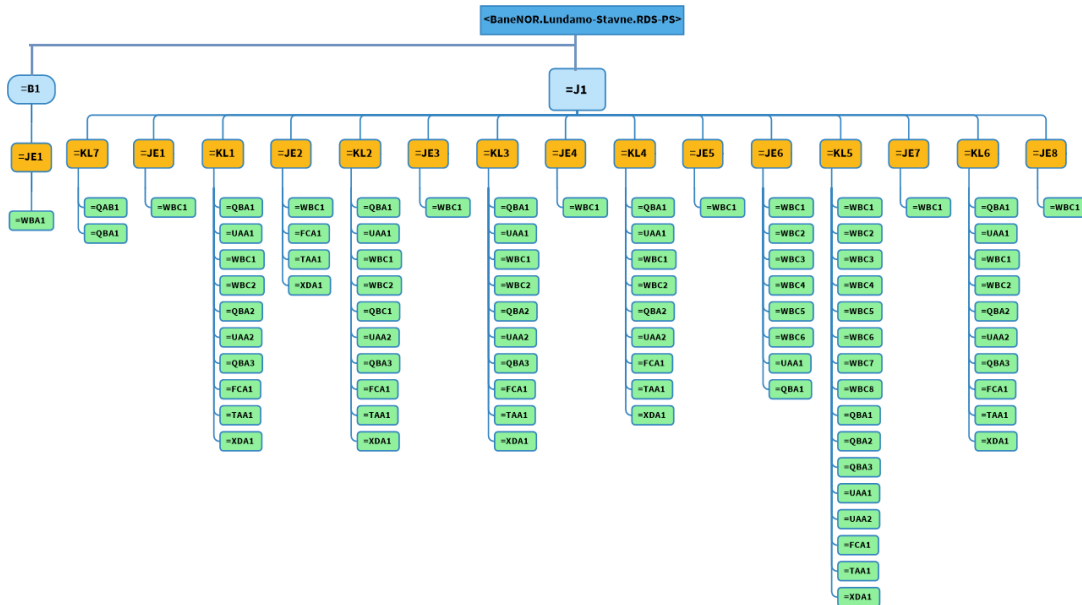 <BaneNOR.Lundamo-Stavne.RDS-PS>
=B1
=J1
=JE1
=KL7
=JE1
=KL1
=JE2
=KL2
=JE3
=KL3
=JE4
=KL4
=JE5
=JE6
=KL5
=JE7
=KL6
=JE8
=WBA1
=QAB1
=QBA1
=WBC1
=QBA1
=UAA1
=WBC1
=WBC2
=QBA2
=UAA2
=QBA3
=FCA1
=TAA1
=XDA1
=WBC1
=FCA1
=TAA1
=XDA1
=QBA1
=UAA1
=WBC1
=WBC2
=QBC1
=UAA2
=QBA3
=FCA1
=TAA1
=XDA1
=WBC1
=QBA1
=UAA1
=WBC1
=WBC2
=QBA2
=UAA2
=QBA3
=FCA1
=TAA1
=XDA1
=WBC1
=QBA1
=UAA1
=WBC1
=WBC2
=QBA2
=UAA2
=FCA1
=TAA1
=XDA1
=WBC1
=WBC1
=WBC2
=WBC3
=WBC4
=WBC5
=WBC6
=UAA1
=QBA1
=WBC1
=WBC2
=WBC3
=WBC4
=WBC5
=WBC6
=WBC7
=WBC8
=QBA1
=QBA2
=QBA3
=UAA1
=UAA2
=FCA1
=TAA1
=XDA1
=WBC1
=QBA1
=UAA1
=WBC1
=WBC2
=QBA2
=UAA2
=QBA3
=FCA1
=TAA1
=XDA1
=WBC1